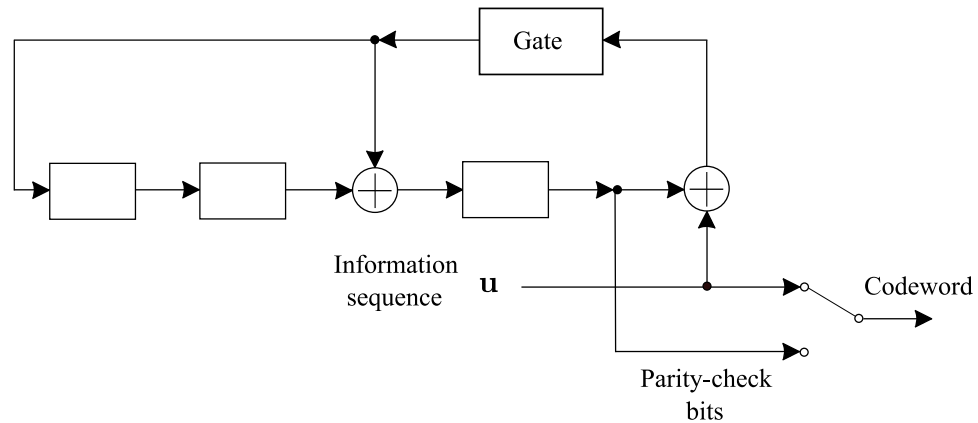 Gate
Information
sequence u
Codeword
Parity-check
bits